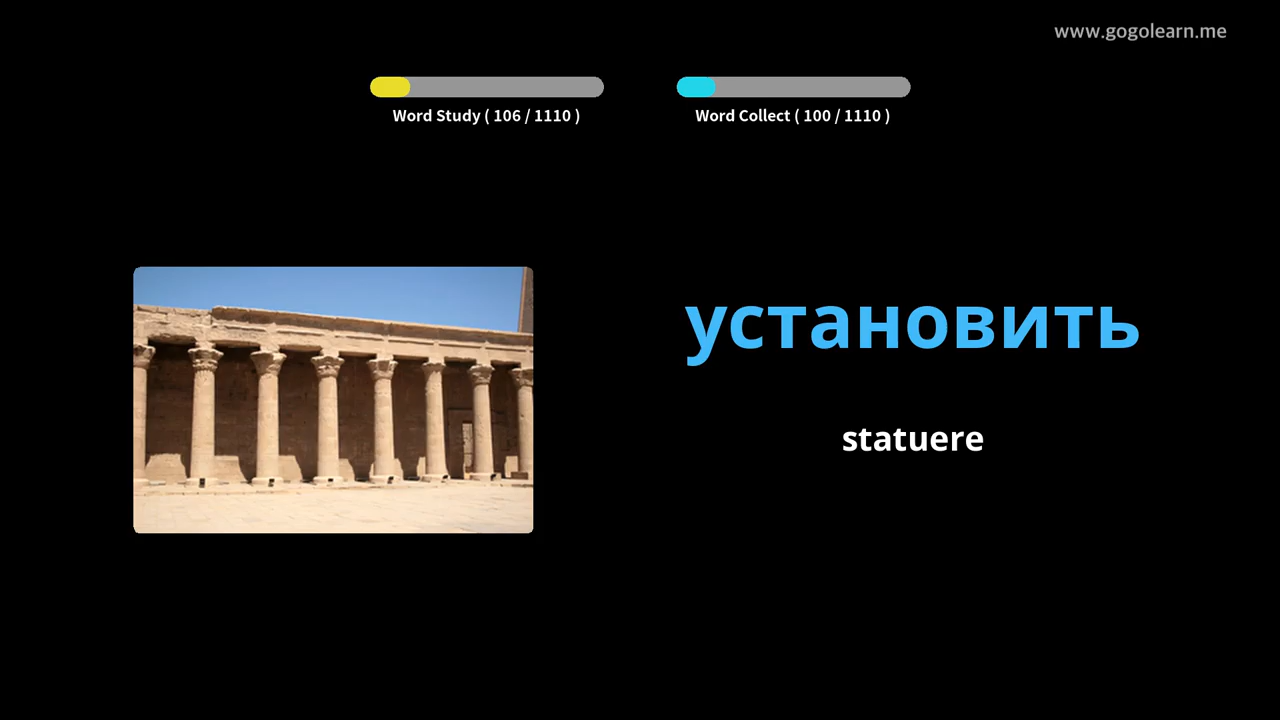 www.gogolearn.me
Word Study ( 106 / 1110 )
Word Collect ( 100 / 1110 )
установить
statuere